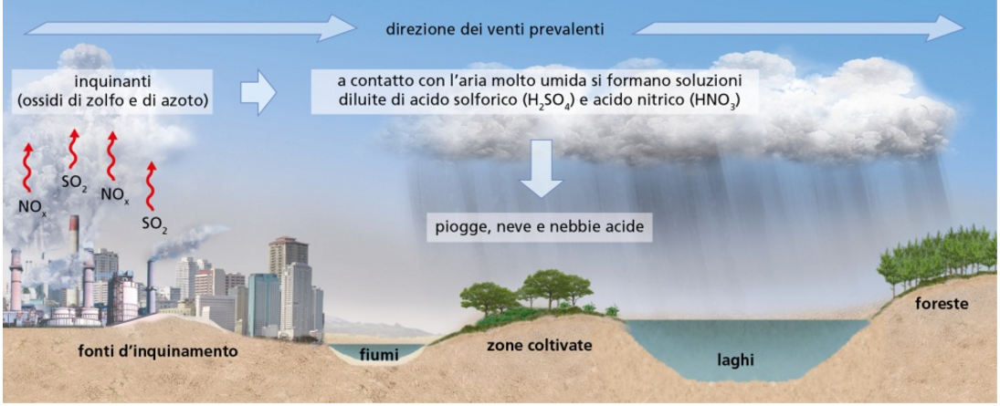 direzione dei venti prevalenti
inquinanti
(ossidi di zolfo e di azoto)
a contatto con l'aria molto umida si formano soluzioni
diluite di acido solforico (H₂SO₄) e acido nitrico (HNO₃)
SO₂
NOₓ
NOₓ
SO₂
piogge, neve e nebbie acide
fonti d'inquinamento
fiumi
zone coltivate
laghi
foreste